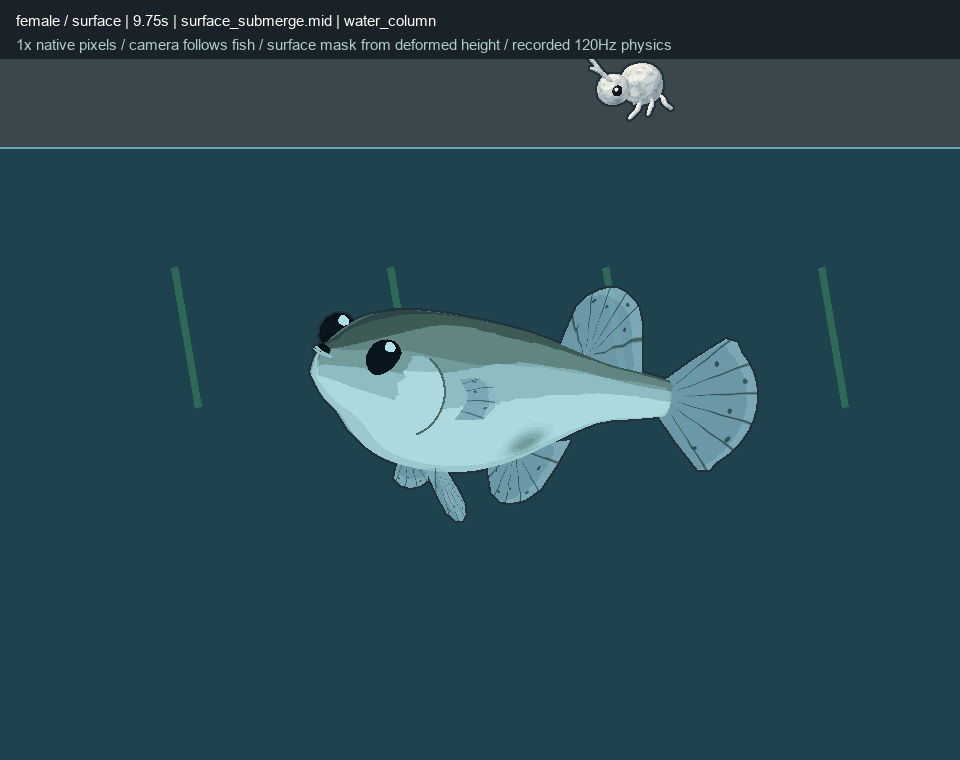 female / surface | 9.75s | surface_submerge.mid | water_column
1x native pixels / camera follows fish / surface mask from deformed height / recorded 120Hz physics